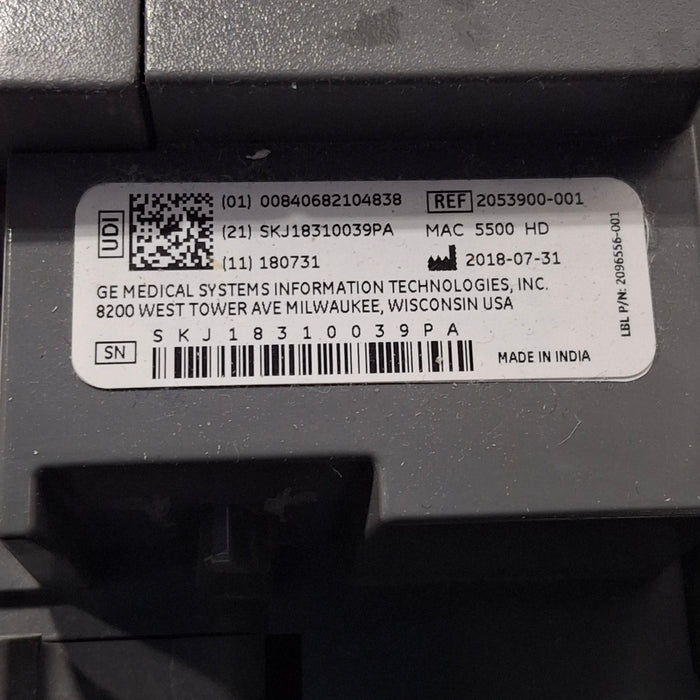 UDI
(01) 00840682104838
REF 2053900-001
(21) SKJ18310039PA
MAC 5500 HD
(11) 180731
2018-07-31
GE MEDICAL SYSTEMS INFORMATION TECHNOLOGIES, INC.
8200 WEST TOWER AVE MILWAUKEE, WISCONSIN USA
SKJ18310039PA
SN
MADE IN INDIA
LBL P/N: 2096556-001